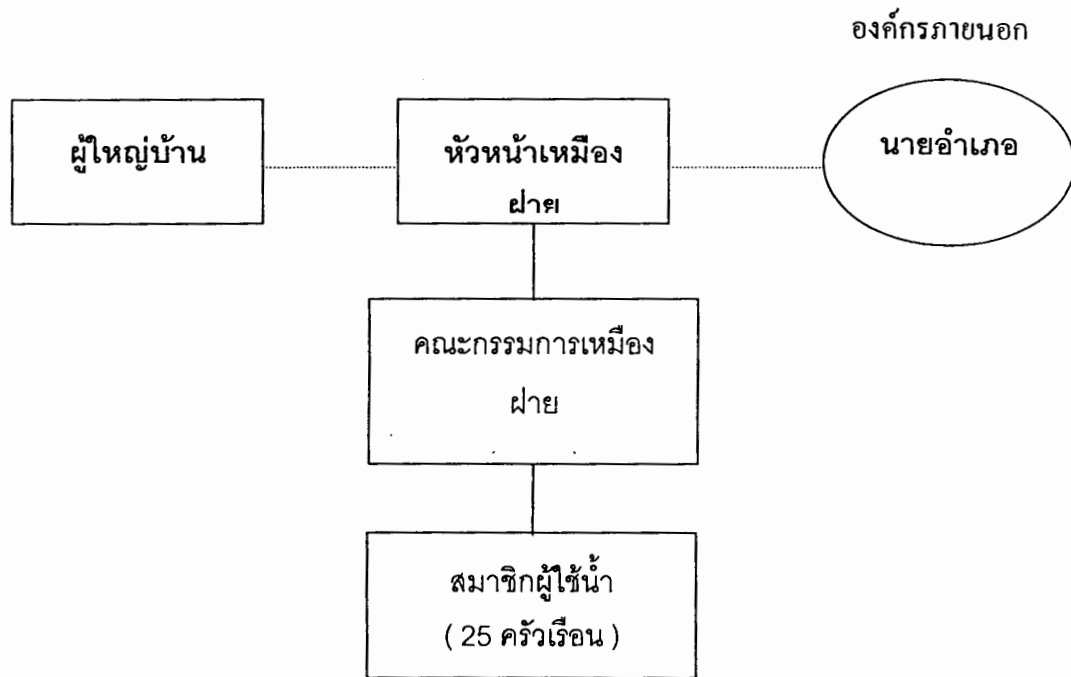 องค์กรภายนอก
ผู้ใหญ่บ้าน
หัวหน้าเหมือง
ฝาย
นายอำเภอ
คณะกรรมการเหมือง
ฝาย
สมาชิกผู้ใช้น้ำ
( 25 ครัวเรือน )